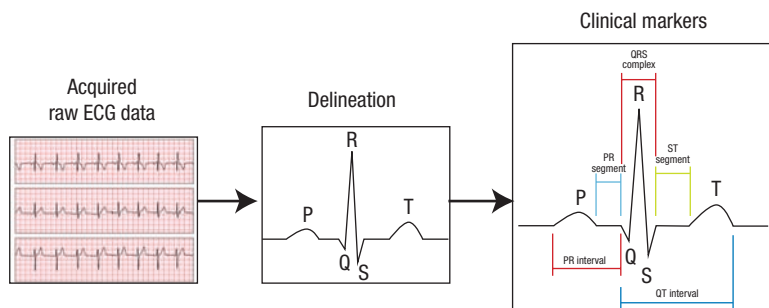 Acquired
raw ECG data
Delineation
R
P
T
Q
S
Clinical markers
QRS
complex
R
PR
segment
ST
segment
P
T
Q
S
PR interval
QT interval